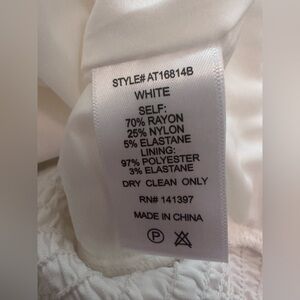 STYLE# AT16814B
WHITE
SELF:
70% RAYON
25% NYLON
5% ELASTANE
LINING:
97% POLYESTER
3% ELASTANE
DRY CLEAN ONLY
RN# 141397
MADE IN CHINA
P